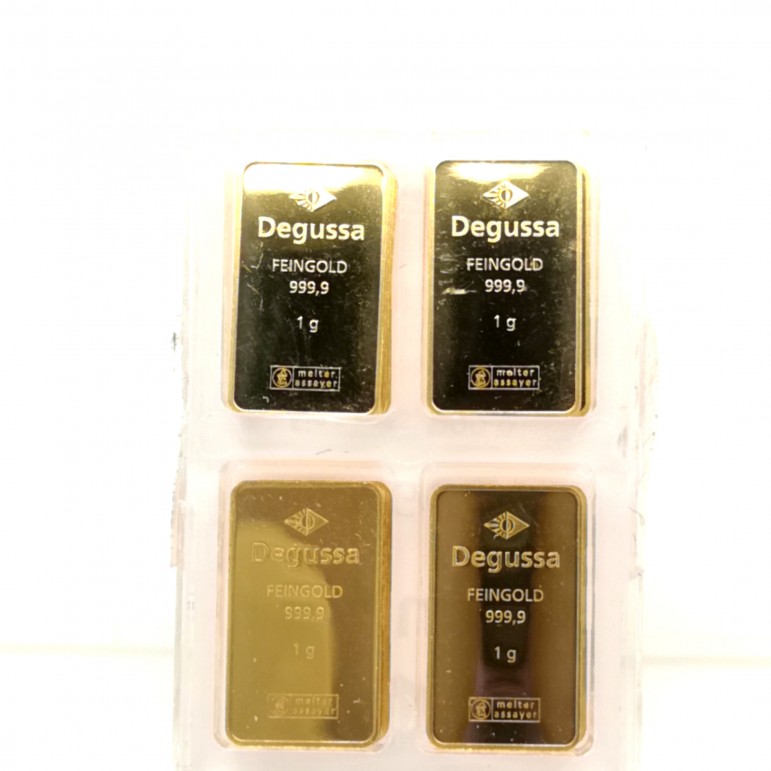 Degussa
FEINGOLD
999,9
1 g
melter
assayer
Degussa
FEINGOLD
999,9
1 g
melter
assayer
Degussa
FEINGOLD
999,9
1 g
melter
assayer
Degussa
FEINGOLD
999,9
1 g
melter
assayer